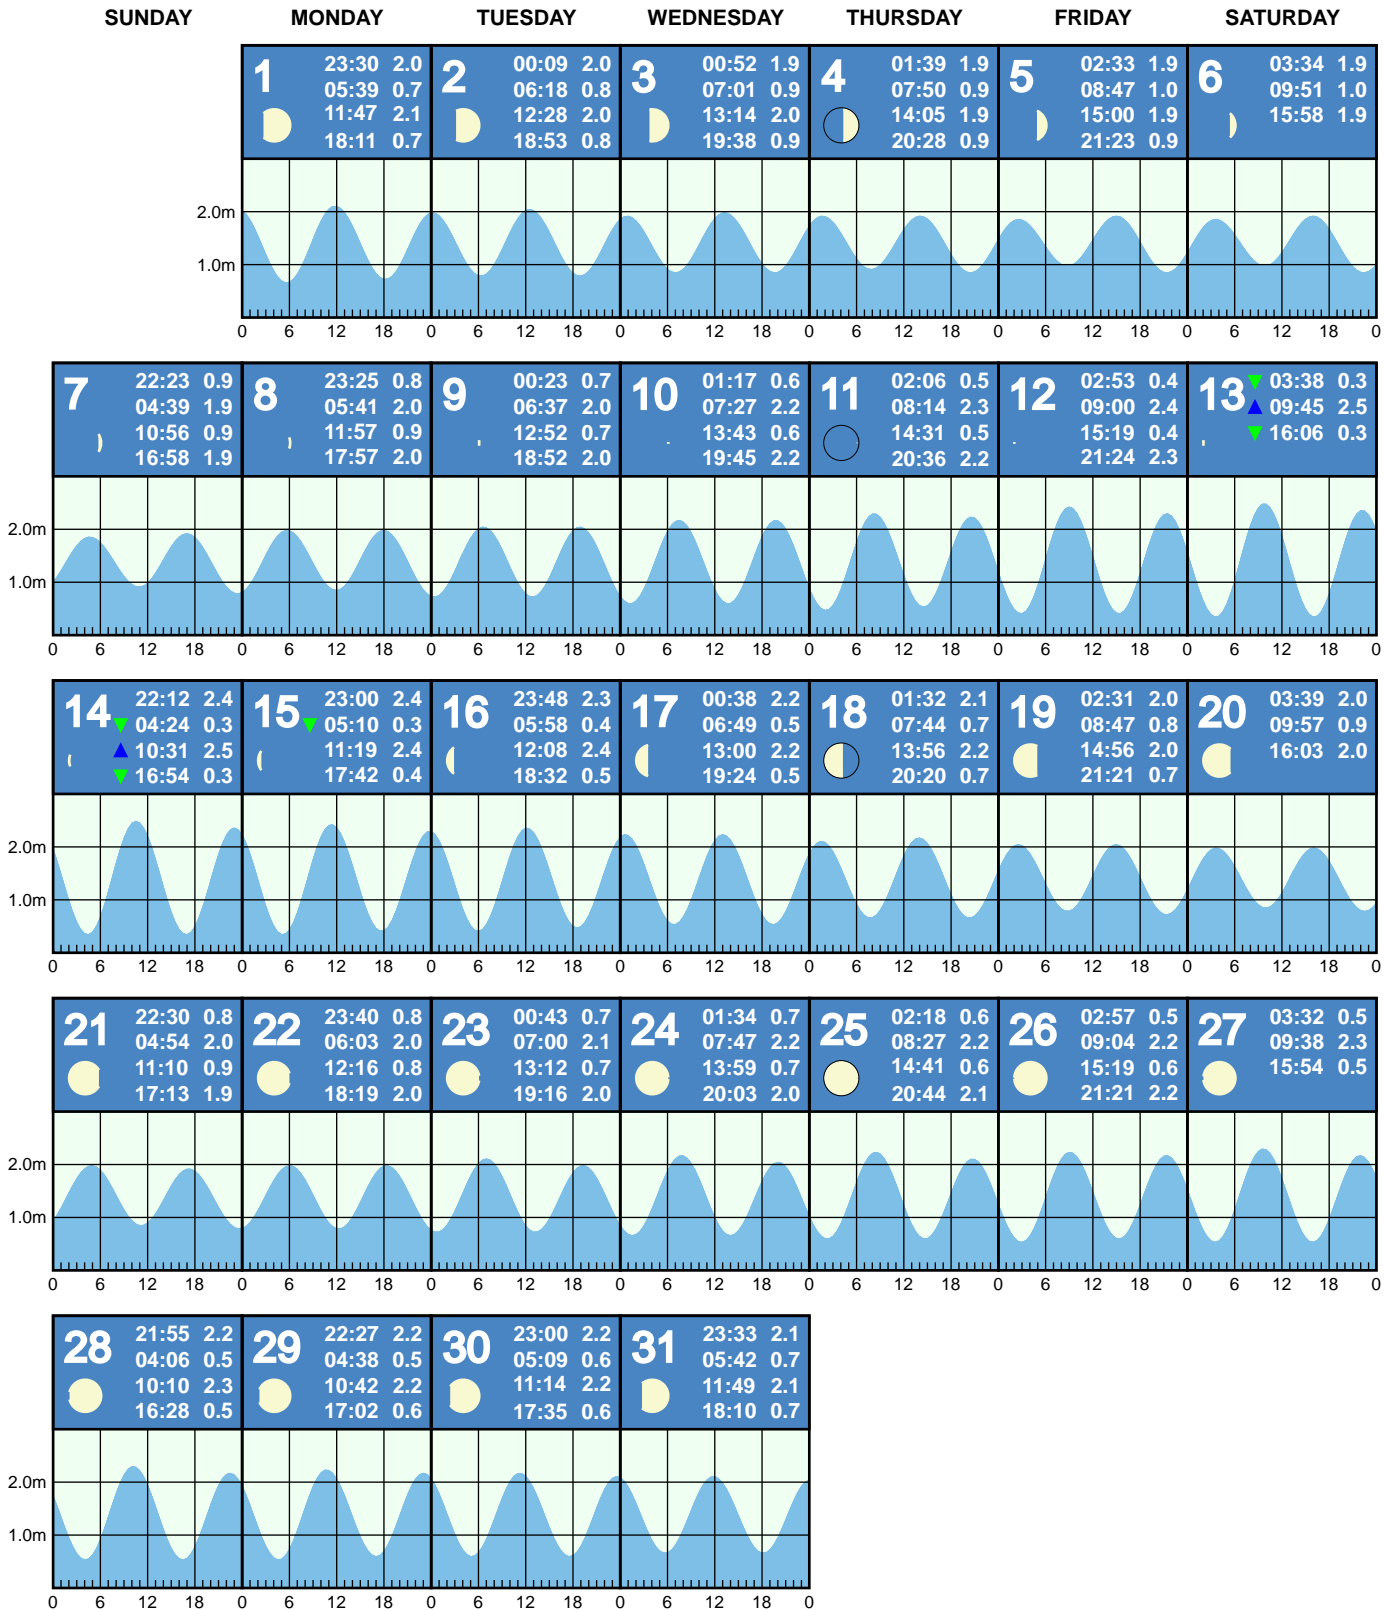 SUNDAY MONDAY TUESDAY WEDNESDAY THURSDAY FRIDAY SATURDAY
1 23:30 2.0 05:39 0.7 11:47 2.1 18:11 0.7
2 00:09 2.0 06:18 0.8 12:28 2.0 18:53 0.8
3 00:52 1.9 07:01 0.9 13:14 2.0 19:38 0.9
4 01:39 1.9 07:50 0.9 14:05 1.9 20:28 0.9
5 02:33 1.9 08:47 1.0 15:00 1.9 21:23 0.9
6 03:34 1.9 09:51 1.0 15:58 1.9
2.0m
1.0m
0 6 12 18 0 6 12 18 0 6 12 18 0 6 12 18 0 6 12 18 0 6 12 18 0
7 22:23 0.9 04:39 1.9 10:56 0.9 16:58 1.9
8 23:25 0.8 05:41 2.0 11:57 0.9 17:57 2.0
9 00:23 0.7 06:37 2.0 12:52 0.7 18:52 2.0
10 01:17 0.6 07:27 2.2 13:43 0.6 19:45 2.2
11 02:06 0.5 08:14 2.3 14:31 0.5 20:36 2.2
12 02:53 0.4 09:00 2.4 15:19 0.4 21:24 2.3
13 03:38 0.3 09:45 2.5 16:06 0.3
2.0m
1.0m
0 6 12 18 0 6 12 18 0 6 12 18 0 6 12 18 0 6 12 18 0 6 12 18 0 6 12 18 0
14 22:12 2.4 04:24 0.3 10:31 2.5 16:54 0.3
15 23:00 2.4 05:10 0.3 11:19 2.4 17:42 0.4
16 23:48 2.3 05:58 0.4 12:08 2.4 18:32 0.5
17 00:38 2.2 06:49 0.5 13:00 2.2 19:24 0.5
18 01:32 2.1 07:44 0.7 13:56 2.2 20:20 0.7
19 02:31 2.0 08:47 0.8 14:56 2.0 21:21 0.7
20 03:39 2.0 09:57 0.9 16:03 2.0
2.0m
1.0m
0 6 12 18 0 6 12 18 0 6 12 18 0 6 12 18 0 6 12 18 0 6 12 18 0 6 12 18 0
21 22:30 0.8 04:54 2.0 11:10 0.9 17:13 1.9
22 23:40 0.8 06:03 2.0 12:16 0.8 18:19 2.0
23 00:43 0.7 07:00 2.1 13:12 0.7 19:16 2.0
24 01:34 0.7 07:47 2.2 13:59 0.7 20:03 2.0
25 02:18 0.6 08:27 2.2 14:41 0.6 20:44 2.1
26 02:57 0.5 09:04 2.2 15:19 0.6 21:21 2.2
27 03:32 0.5 09:38 2.3 15:54 0.5
2.0m
1.0m
0 6 12 18 0 6 12 18 0 6 12 18 0 6 12 18 0 6 12 18 0 6 12 18 0 6 12 18 0
28 21:55 2.2 04:06 0.5 10:10 2.3 16:28 0.5
29 22:27 2.2 04:38 0.5 10:42 2.2 17:02 0.6
30 23:00 2.2 05:09 0.6 11:14 2.2 17:35 0.6
31 23:33 2.1 05:42 0.7 11:49 2.1 18:10 0.7
2.0m
1.0m
0 6 12 18 0 6 12 18 0 6 12 18 0 6 12 18 0